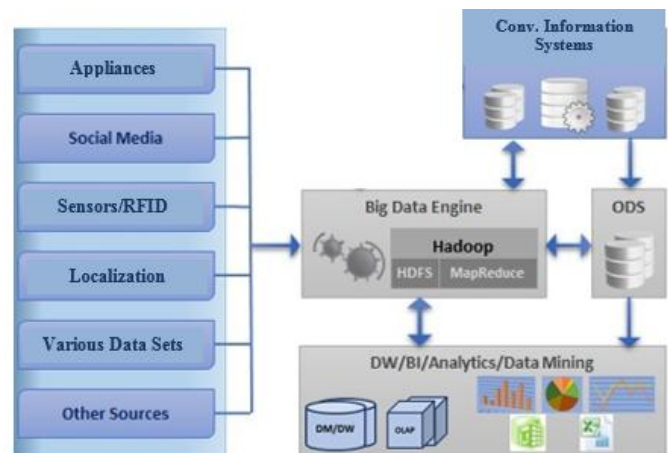 Appliances
Social Media
Sensors/RFID
Localization
Various Data Sets
Other Sources
Conv. Information
Systems
Big Data Engine
Hadoop
HDFS
MapReduce
ODS
DW/BI/Analytics/Data Mining
DM/DW
OLAP